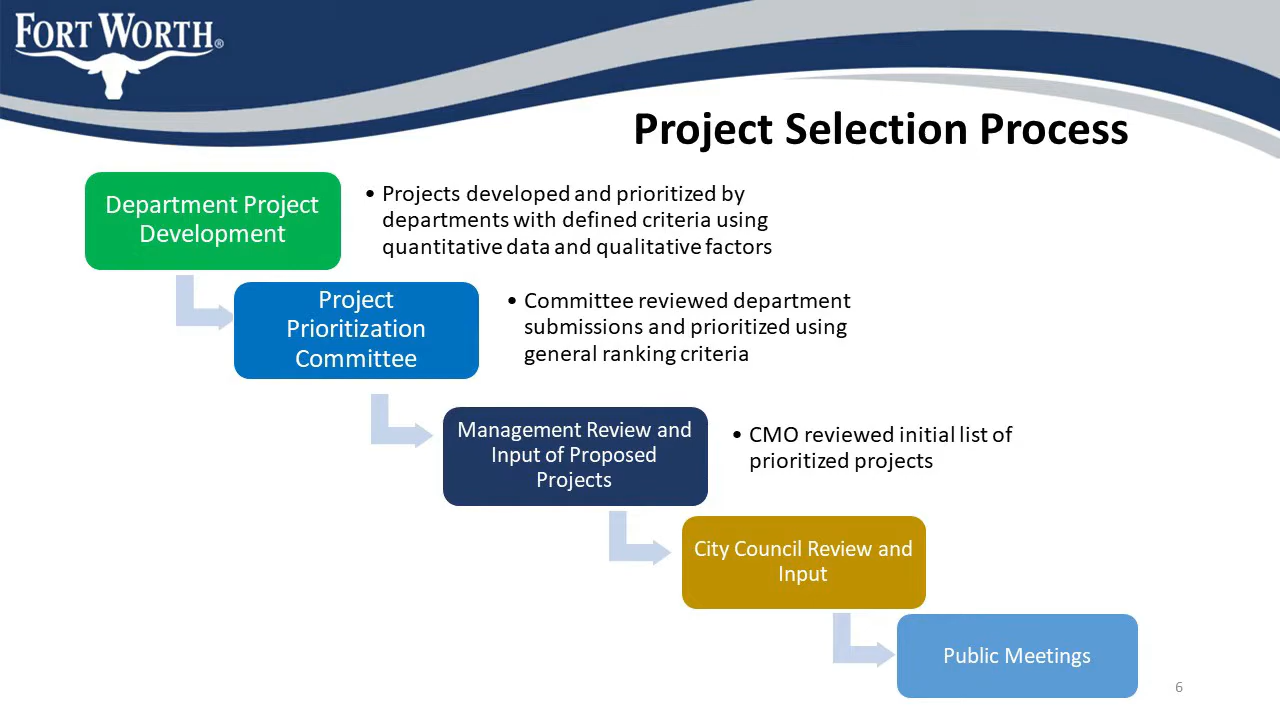 FORT WORTH®
Project Selection Process
Department Project
Development
• Projects developed and prioritized by
departments with defined criteria using
quantitative data and qualitative factors
Project
Prioritization
Committee
• Committee reviewed department
submissions and prioritized using
general ranking criteria
Management Review and
Input of Proposed
Projects
• CMO reviewed initial list of
prioritized projects
City Council Review and
Input
Public Meetings
6